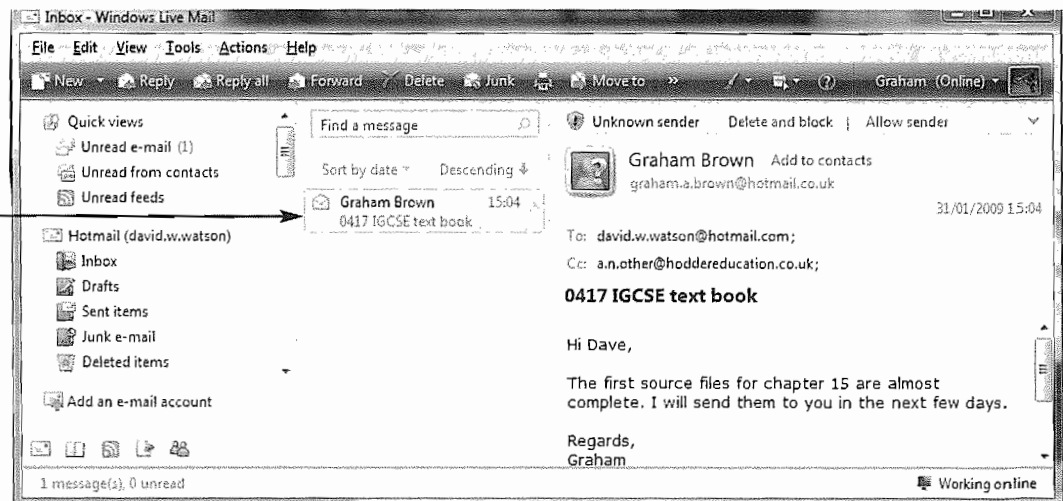 Inbox - Windows Live Mail
File Edit View Tools Actions Help
New Reply Reply all Forward Delete Junk Move to » Graham (Online)
Quick views
Unread e-mail (1)
Unread from contacts
Unread feeds
Hotmail (david.w.watson)
Inbox
Drafts
Sent items
Junk e-mail
Deleted items
Add an e-mail account
Find a message
Sort by date Descending
Graham Brown 15:04
0417 IGCSE text book
Unknown sender Delete and block | Allow sender
Graham Brown Add to contacts
graham.a.brown@hotmail.co.uk
31/01/2009 15:04
To: david.w.watson@hotmail.com;
Cc: a.n.other@hoddereducation.co.uk;
0417 IGCSE text book
Hi Dave,
The first source files for chapter 15 are almost
complete. I will send them to you in the next few days.
Regards,
Graham
1 message(s), 0 unread
Working online